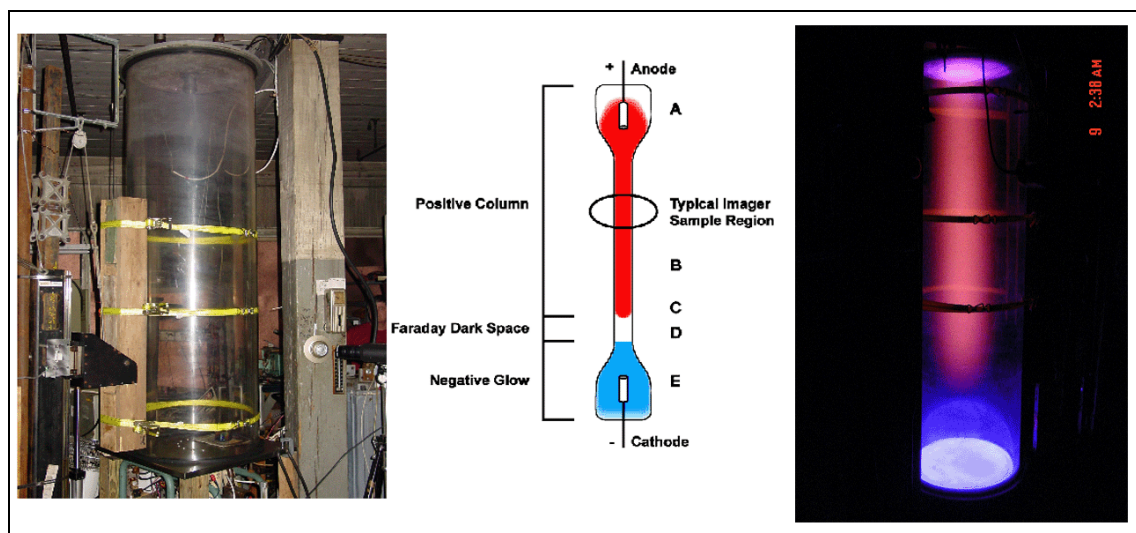 + Anode
A
Positive Column
Typical Imager
Sample Region
B
C
Faraday Dark Space
D
Negative Glow
E
- Cathode
9 2:38 AM